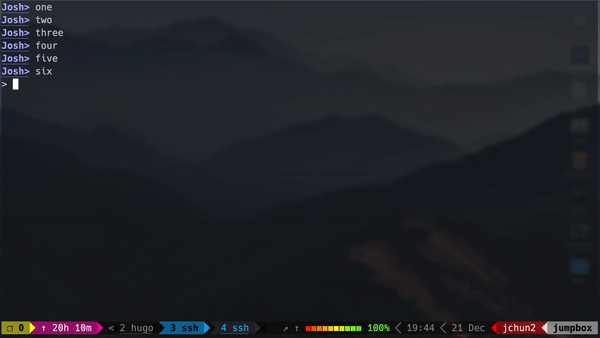 Josh> one
Josh> two
Josh> three
Josh> four
Josh> five
Josh> six
>
❐ 0 ↑ 20h 10m < 2 hugo 3 ssh 4 ssh ↗ ↑ 100% 19:44 21 Dec jchun2 jumpbox